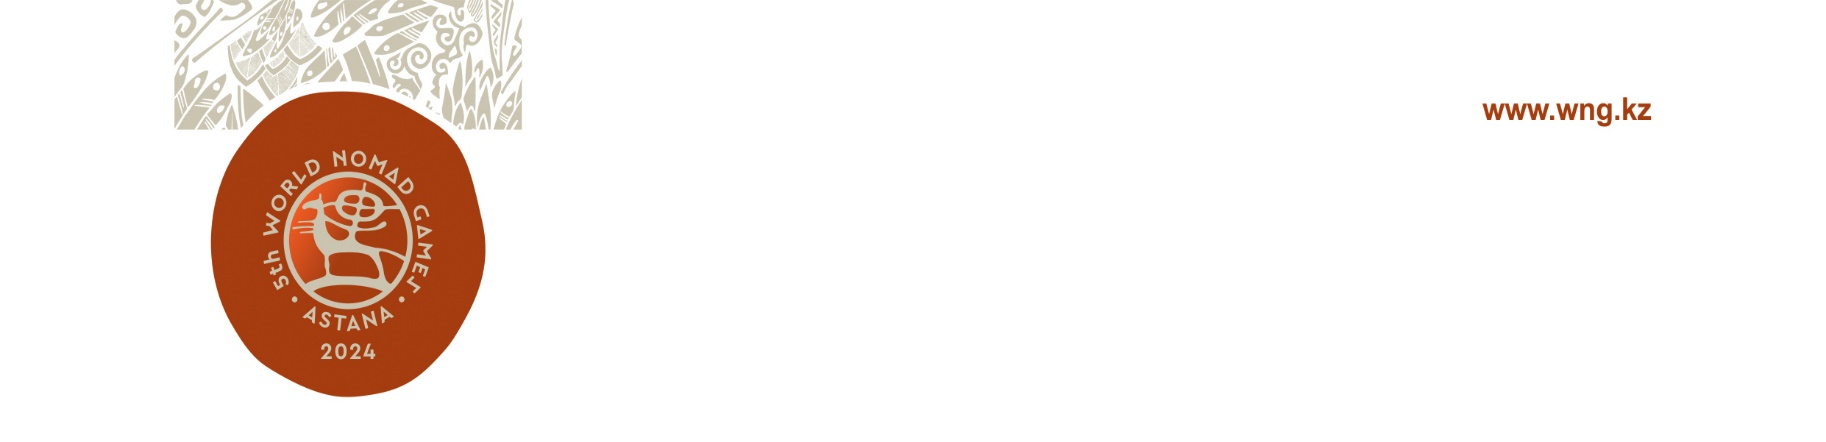 www.wng.kz
5th WORLD NOMAD GAMES
• ASTANA •
2024